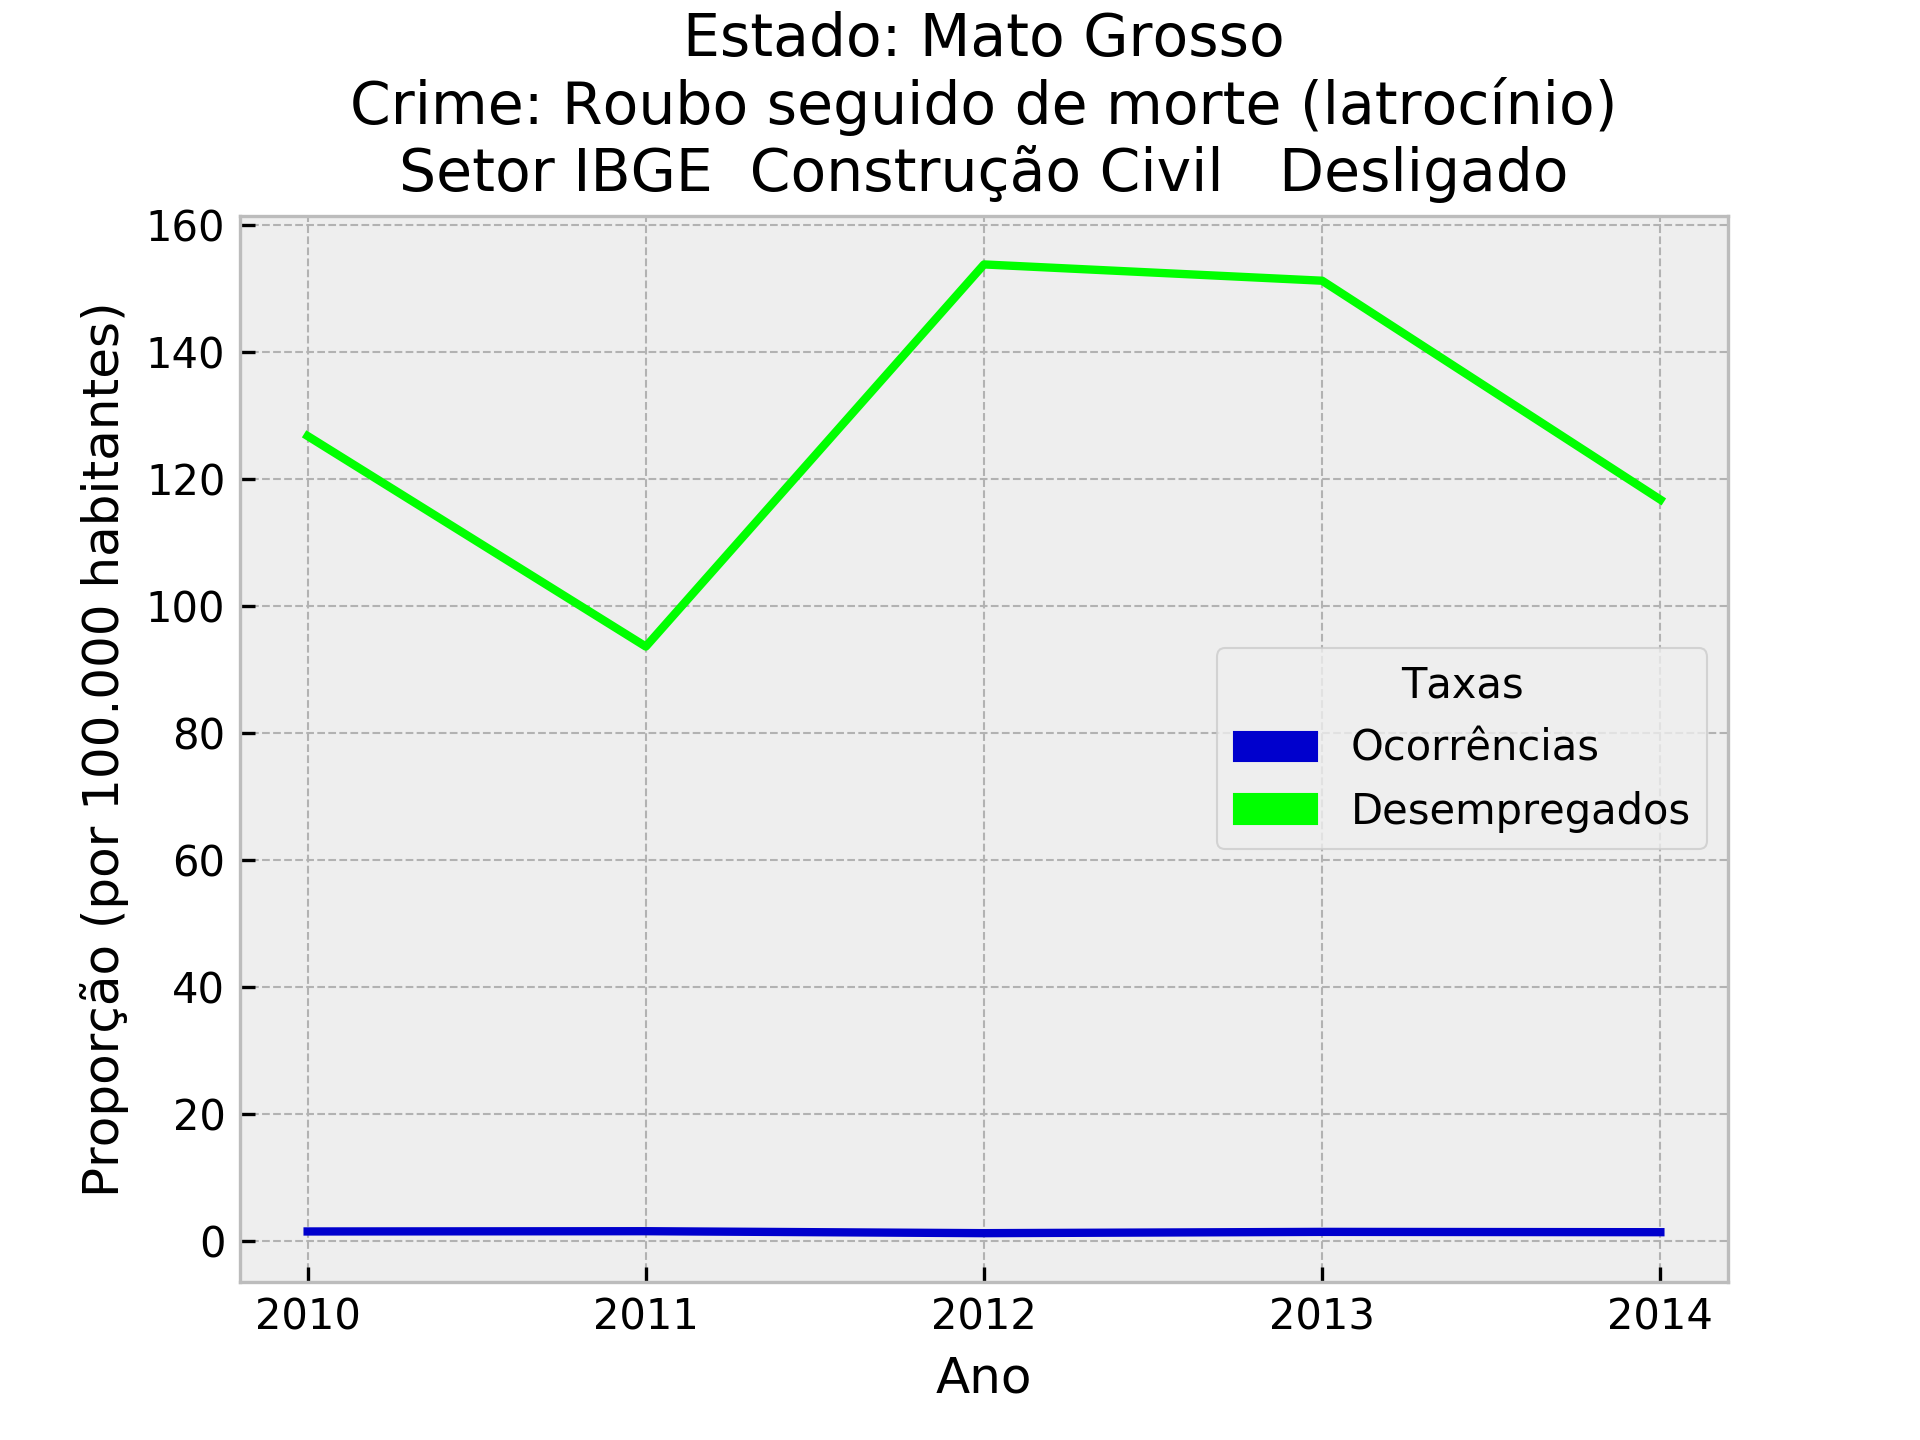 Estado: Mato Grosso
Crime: Roubo seguido de morte (latrocínio)
Setor IBGE  Construção Civil   Desligado
Proporção (por 100.000 habitantes)
160
140
120
100
80
60
40
20
0
Taxas
Ocorrências
Desempregados
2010 2011 2012 2013 2014
Ano